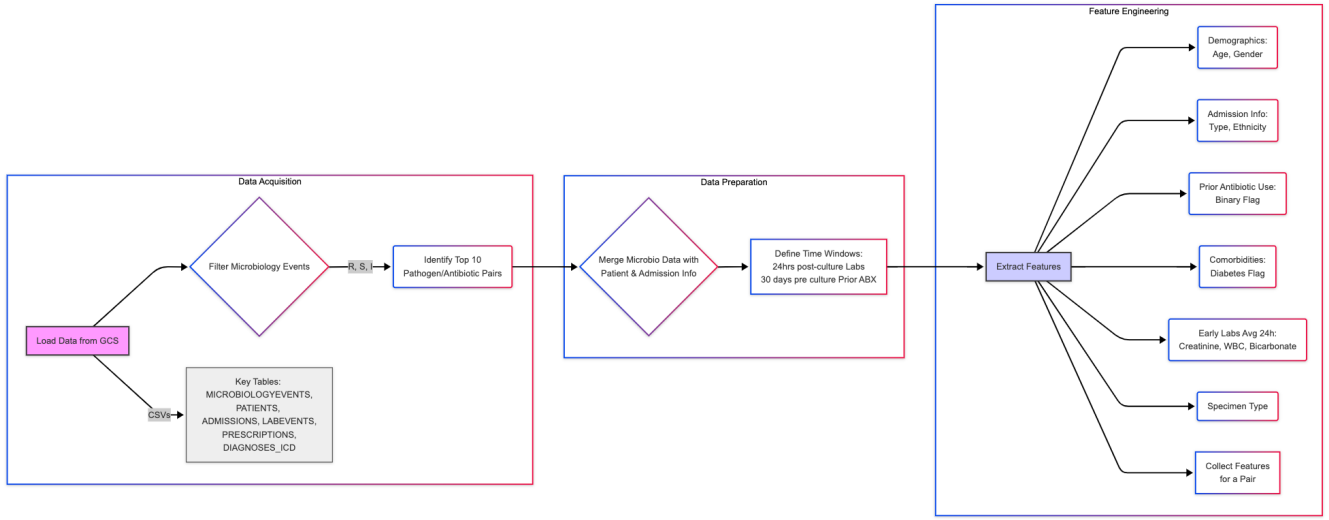 Data Acquisition
Load Data from GCS
Filter Microbiology Events
R, S, I
Identify Top 10
Pathogen/Antibiotic Pairs
CSVs
Key Tables:
MICROBIOLOGYEVENTS,
PATIENTS,
ADMISSIONS, LABEVENTS,
PRESCRIPTIONS,
DIAGNOSES_ICD
Data Preparation
Merge Microbio Data with
Patient & Admission Info
Define Time Windows:
24hrs post-culture Labs
30 days pre culture Prior ABX
Feature Engineering
Extract Features
Demographics:
Age, Gender
Admission Info:
Type, Ethnicity
Prior Antibiotic Use:
Binary Flag
Comorbidities:
Diabetes Flag
Early Labs Avg 24h:
Creatinine, WBC, Bicarbonate
Specimen Type
Collect Features
for a Pair